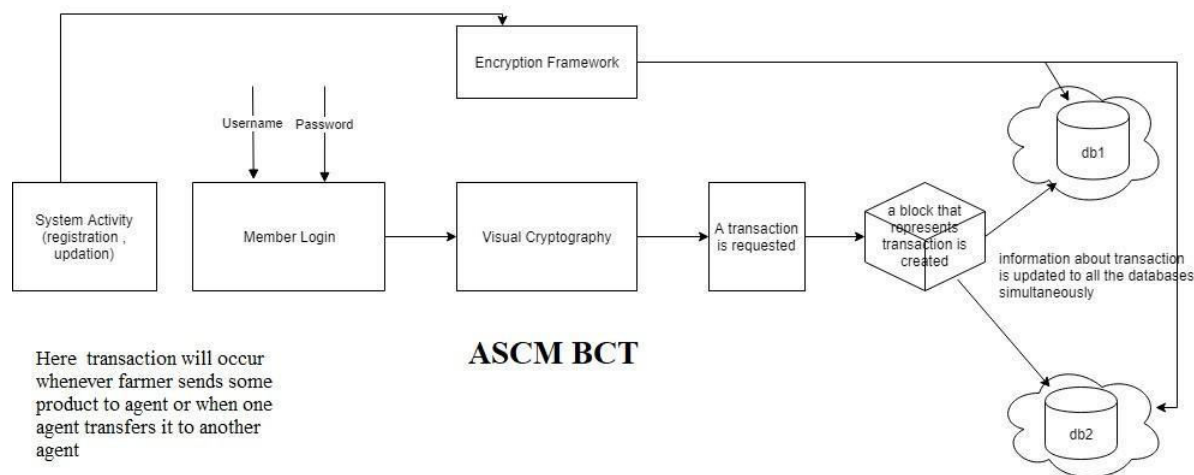 Encryption Framework
Username
Password
db1
System Activity
(registration ,
updation)
Member Login
Visual Cryptography
A transaction
is requested
a block that
represents
transaction is
created
information about transaction
is updated to all the databases
simultaneously
Here transaction will occur
whenever farmer sends some
product to agent or when one
agent transfers it to another
agent
ASCM BCT
db2